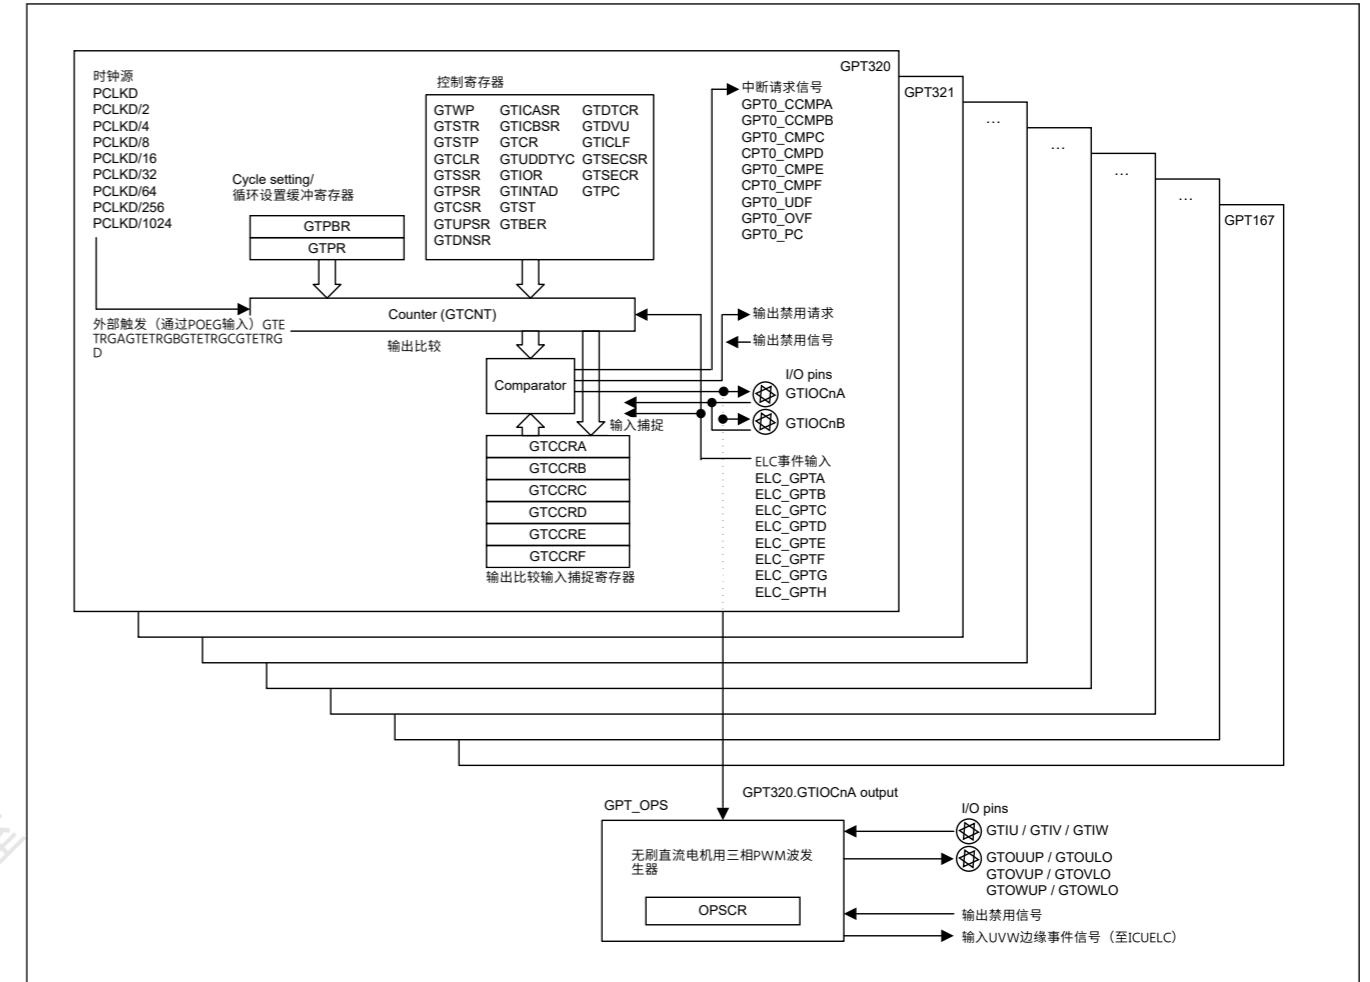 GPT320
GPT321
…
…
…
…
GPT167
时钟源
PCLKD
PCLKD/2
PCLKD/4
PCLKD/8
PCLKD/16
PCLKD/32
PCLKD/64
PCLKD/256
PCLKD/1024
Cycle setting/
循环设置缓冲寄存器
GTPBR
GTPR
控制寄存器
GTWP GTICASR GTDTCR
GTSTR GTICBSR GTDVU
GTSTP GTCR GTICLF
GTCLR GTUDDTYC GTSECSR
GTSSR GTIOR GTSECR
GTPSR GTINTAD GTPC
GTCSR GTST
GTUPSR GTBER
GTDNSR
中断请求信号
GPT0_CCMPA
GPT0_CCMPB
GPT0_CMPC
CPT0_CMPD
GPT0_CMPE
CPT0_CMPF
GPT0_UDF
GPT0_OVF
GPT0_PC
外部触发（通过POEG输入）GTE
TRGAGTETRGBGTETRGCGTETRG
D
Counter (GTCNT)
输出比较
Comparator
输出禁用请求
输出禁用信号
I/O pins
GTIOCnA
GTIOCnB
输入捕捉
GTCCRA
GTCCRB
GTCCRC
GTCCRD
GTCCRE
GTCCRF
输出比较输入捕捉寄存器
ELC事件输入
ELC_GPTA
ELC_GPTB
ELC_GPTC
ELC_GPTD
ELC_GPTE
ELC_GPTF
ELC_GPTG
ELC_GPTH
GPT320.GTIOCnA output
GPT_OPS
无刷直流电机用三相PWM波发
生器
OPSCR
I/O pins
GTIU / GTIV / GTIW
GTOUUP / GTOULO
GTOVUP / GTOVLO
GTOWUP / GTOWLO
输出禁用信号
输入UVW边缘事件信号（至ICUELC）